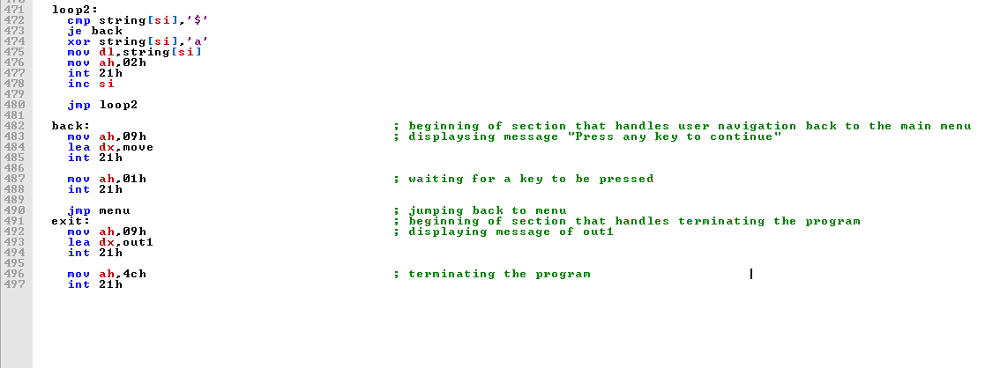 471 loop2:
472 cmp string[si],'$'
473 je back
474 xor string[si],'a'
475 mov dl,string[si]
476 mov ah,02h
477 int 21h
478 inc si
479
480 jmp loop2
481
482 back: ; beginning of section that handles user navigation back to the main menu
483 mov ah,09h ; displaysing message "Press any key to continue"
484 lea dx,move
485 int 21h
486
487 mov ah,01h ; waiting for a key to be pressed
488 int 21h
489
490 jmp menu ; jumping back to menu
491 exit: ; beginning of section that handles terminating the program
492 mov ah,09h ; displaying message of out1
493 lea dx,out1
494 int 21h
495
496 mov ah,4ch ; terminating the program
497 int 21h